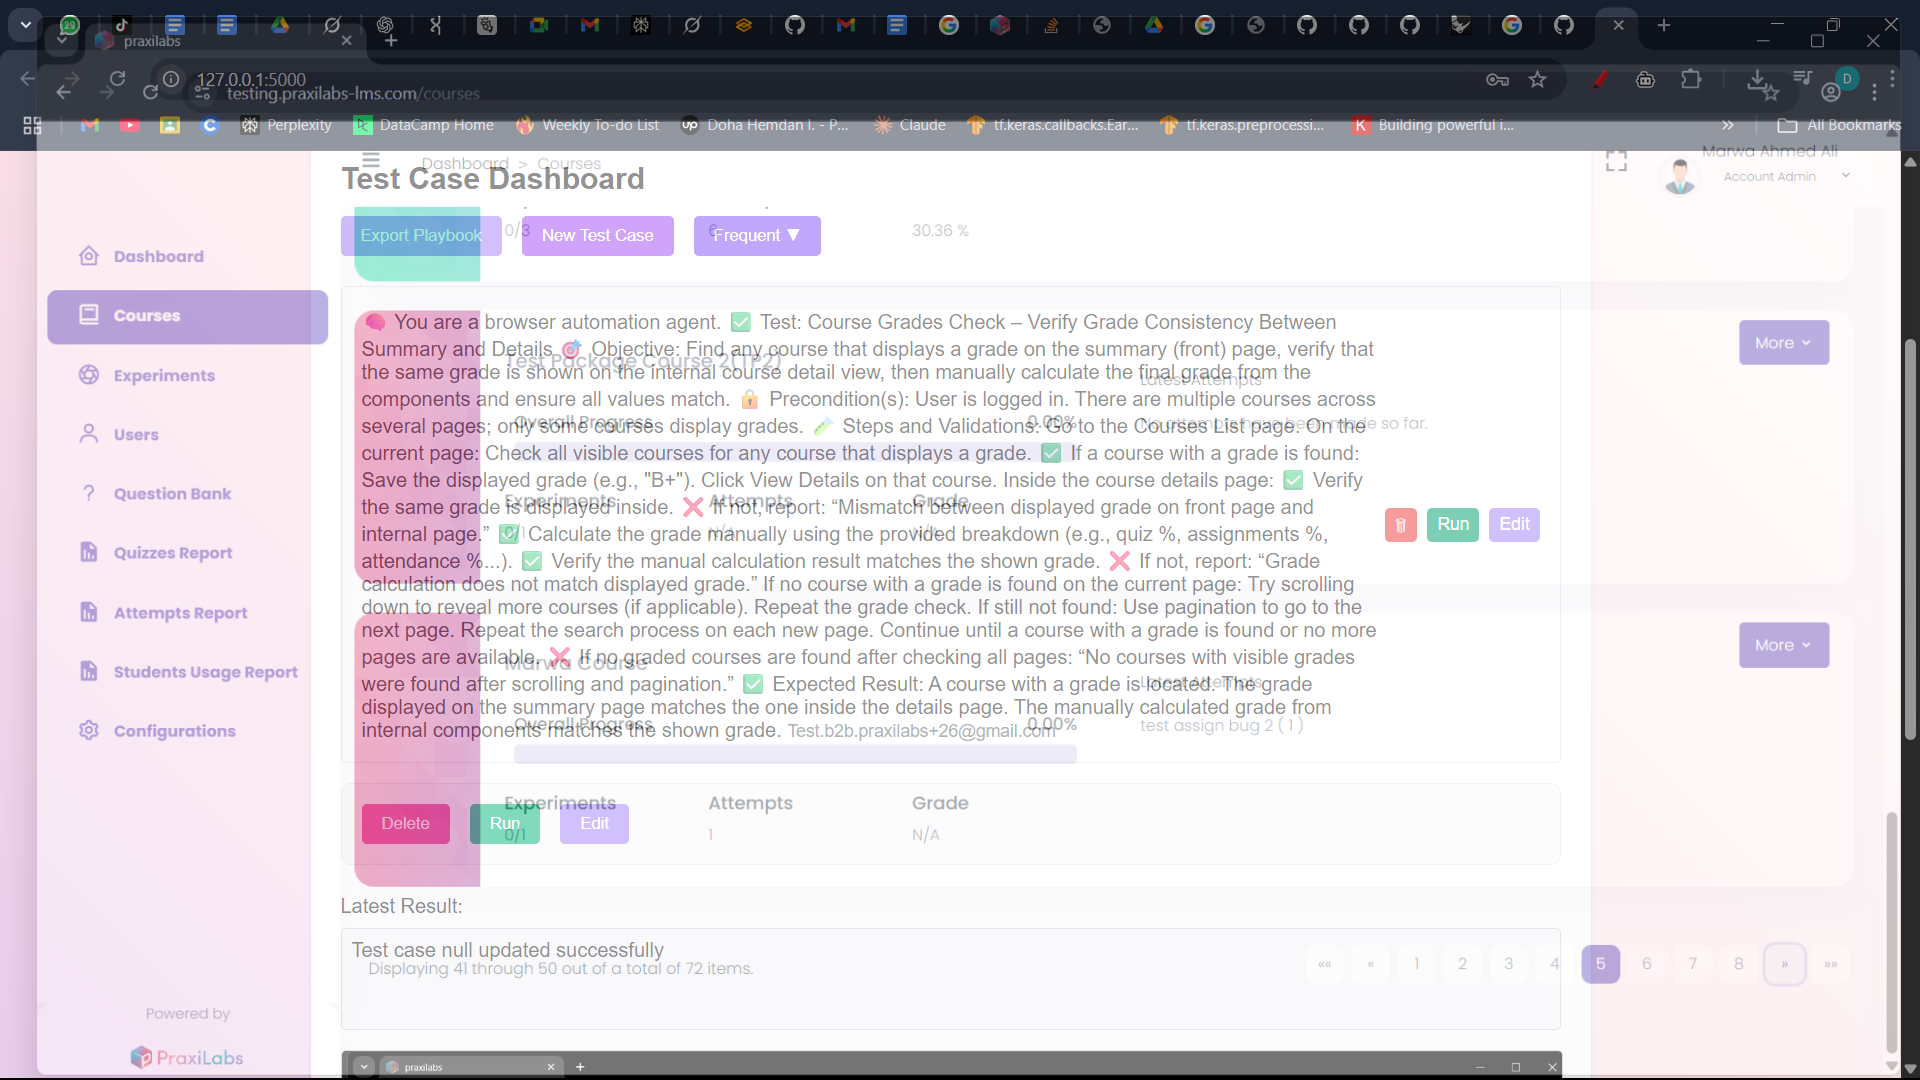 29
praxilabs
127.0.0.1:5000
testing.praxilabs-lms.com/courses
D
Perplexity
DataCamp Home
Weekly To-do List
up Doha Hemdan I. - P...
Claude
tf.keras.callbacks.Ear...
tf.keras.preprocessi...
K Building powerful i...
»
All Bookmarks
Dashboard > Courses
Marwa Ahmed Ali
Account Admin
Test Case Dashboard
Export Playbook
New Test Case
Frequent ▼
0/3
6
30.36 %
Dashboard
Courses
Experiments
Users
Question Bank
Quizzes Report
Attempts Report
Students Usage Report
Configurations
Powered by
PraxiLabs
🧠 You are a browser automation agent. ✅ Test: Course Grades Check – Verify Grade Consistency Between
Summary and Details 🎯 Objective: Find any course that displays a grade on the summary (front) page, verify that
the same grade is shown on the internal course detail view, then manually calculate the final grade from the
components and ensure all values match. 🔒 Precondition(s): User is logged in. There are multiple courses across
several pages; only some courses display grades. 🧪 Steps and Validations: Go to the Courses List page. On the
current page: Check all visible courses for any course that displays a grade. ✅ If a course with a grade is found:
Save the displayed grade (e.g., "B+"). Click View Details on that course. Inside the course details page: ✅ Verify
the same grade is displayed inside. ❌ If not, report: “Mismatch between displayed grade on front page and
internal page.” ✅ Calculate the grade manually using the provided breakdown (e.g., quiz %, assignments %,
attendance %...). ✅ Verify the manual calculation result matches the shown grade. ❌ If not, report: “Grade
calculation does not match displayed grade.” If no course with a grade is found on the current page: Try scrolling
down to reveal more courses (if applicable). Repeat the grade check. If still not found: Use pagination to go to the
next page. Repeat the search process on each new page. Continue until a course with a grade is found or no more
pages are available. ❌ If no graded courses are found after checking all pages: “No courses with visible grades
were found after scrolling and pagination.” ✅ Expected Result: A course with a grade is located. The grade
displayed on the summary page matches the one inside the details page. The manually calculated grade from
internal components matches the shown grade. Test.b2b.praxilabs+26@gmail.com
Run
Edit
Test Package Course 2(TP2)
Latest Attempts
More
Overall Progress
0.00%
No attempts have been made so far.
Experiments
Attempts
Grade
0/1
N/A
N/A
Marwa Course
Latest Attempts
More
Overall Progress
0.00%
test assign bug 2 ( 1 )
Experiments
Attempts
Grade
0/1
1
N/A
Delete
Run
Edit
Latest Result:
Test case null updated successfully
Displaying 41 through 50 out of a total of 72 items.
«« « 1 2 3 4 5 6 7 8 » »»
praxilabs